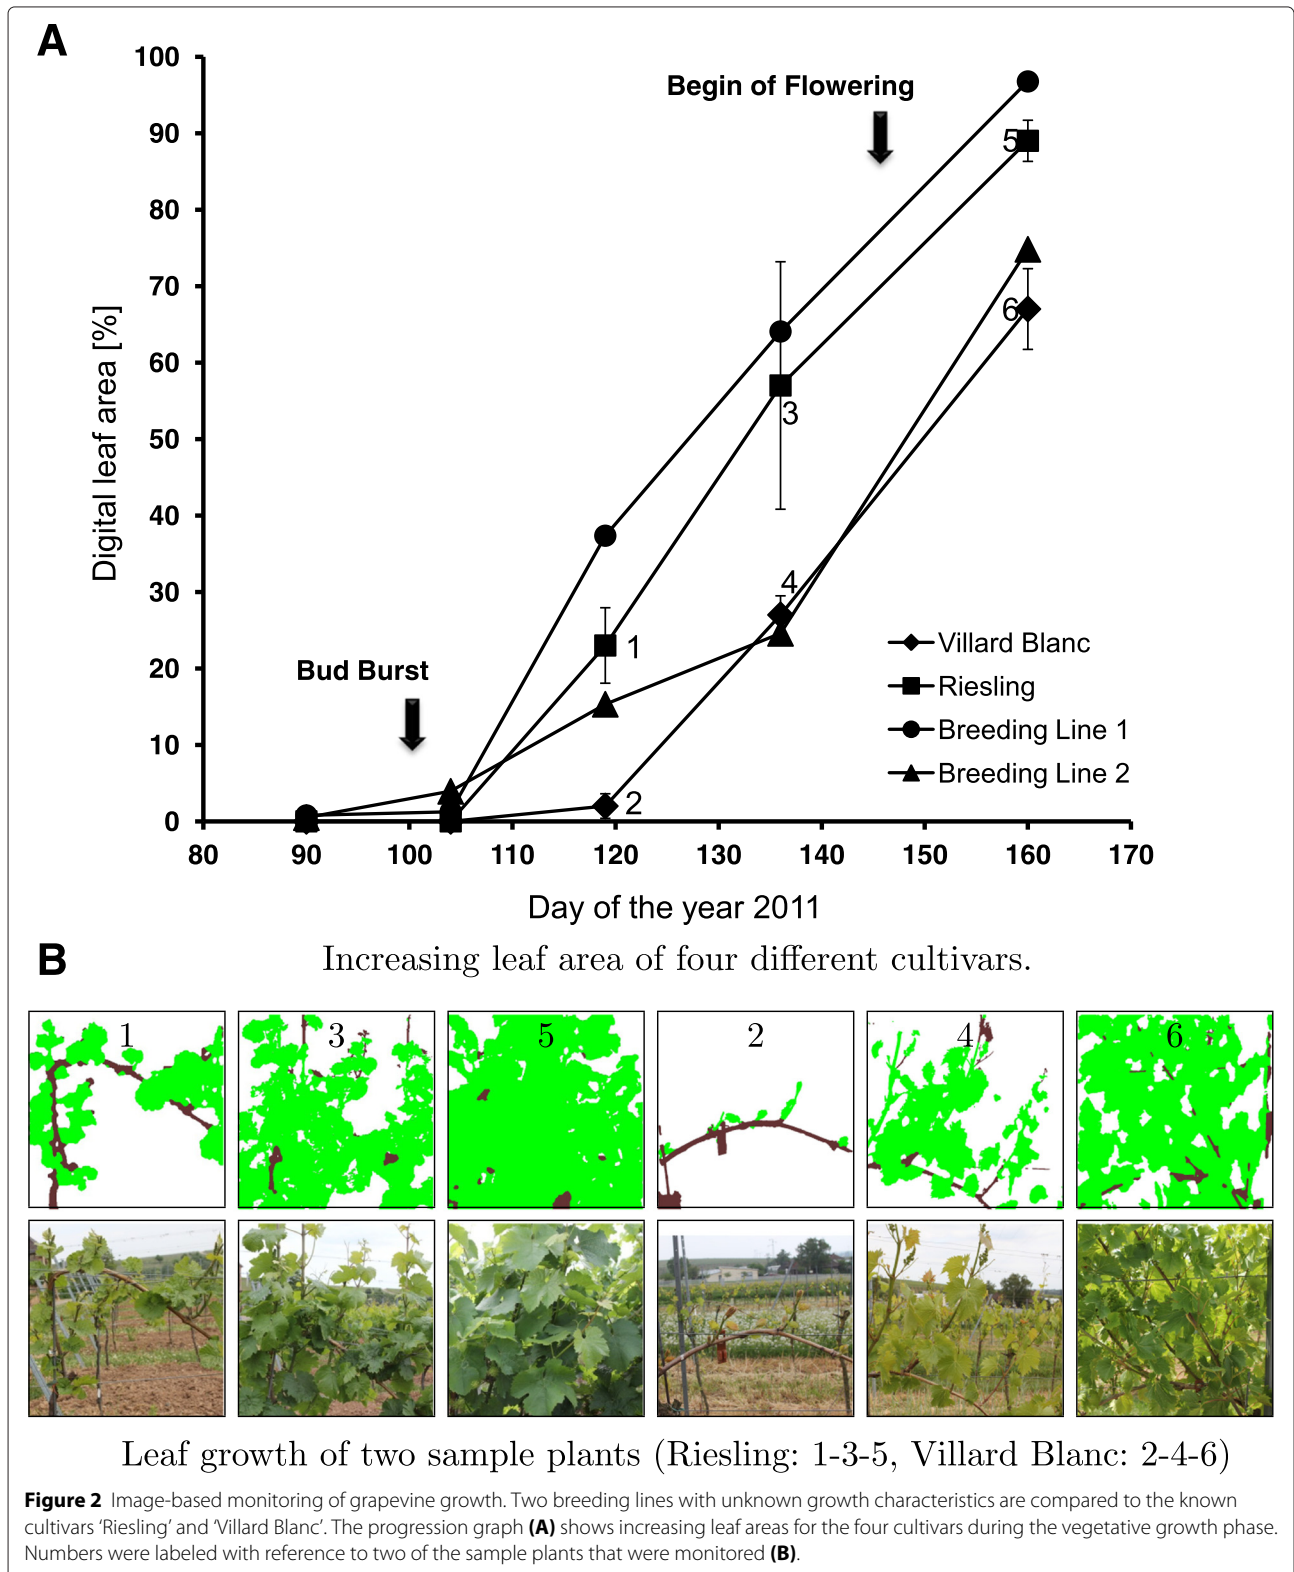 A
100
90
80
70
60
50
40
30
20
10
0
Digital leaf area [%]
Begin of Flowering
Bud Burst
5
6
3
4
1
2
Villard Blanc
Riesling
Breeding Line 1
Breeding Line 2
80 90 100 110 120 130 140 150 160 170
Day of the year 2011
Increasing leaf area of four different cultivars.
B
1 3 5 2 4 6
Leaf growth of two sample plants (Riesling: 1-3-5, Villard Blanc: 2-4-6)
Figure 2 Image-based monitoring of grapevine growth. Two breeding lines with unknown growth characteristics are compared to the known
cultivars ‘Riesling’ and ‘Villard Blanc’. The progression graph (A) shows increasing leaf areas for the four cultivars during the vegetative growth phase.
Numbers were labeled with reference to two of the sample plants that were monitored (B).